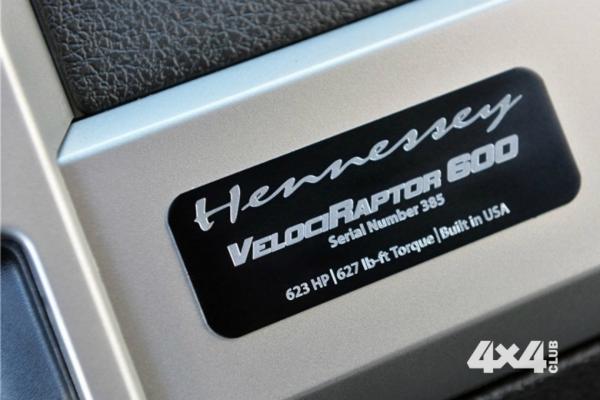 Hennessey
VELOCIRAPTOR 600
Serial Number 385
623 HP|627 lb-ft Torque|Built in USA
4x4
CLUB